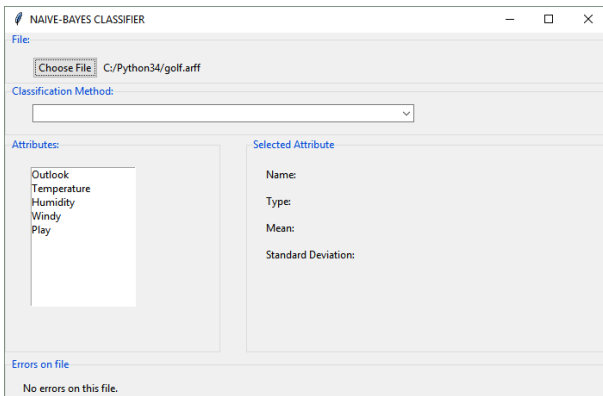 NAIVE-BAYES CLASSIFIER
File:
Choose File C:/Python34/golf.arff
Classification Method:
Attributes:
Outlook
Temperature
Humidity
Windy
Play
Selected Attribute
Name:
Type:
Mean:
Standard Deviation:
Errors on file
No errors on this file.